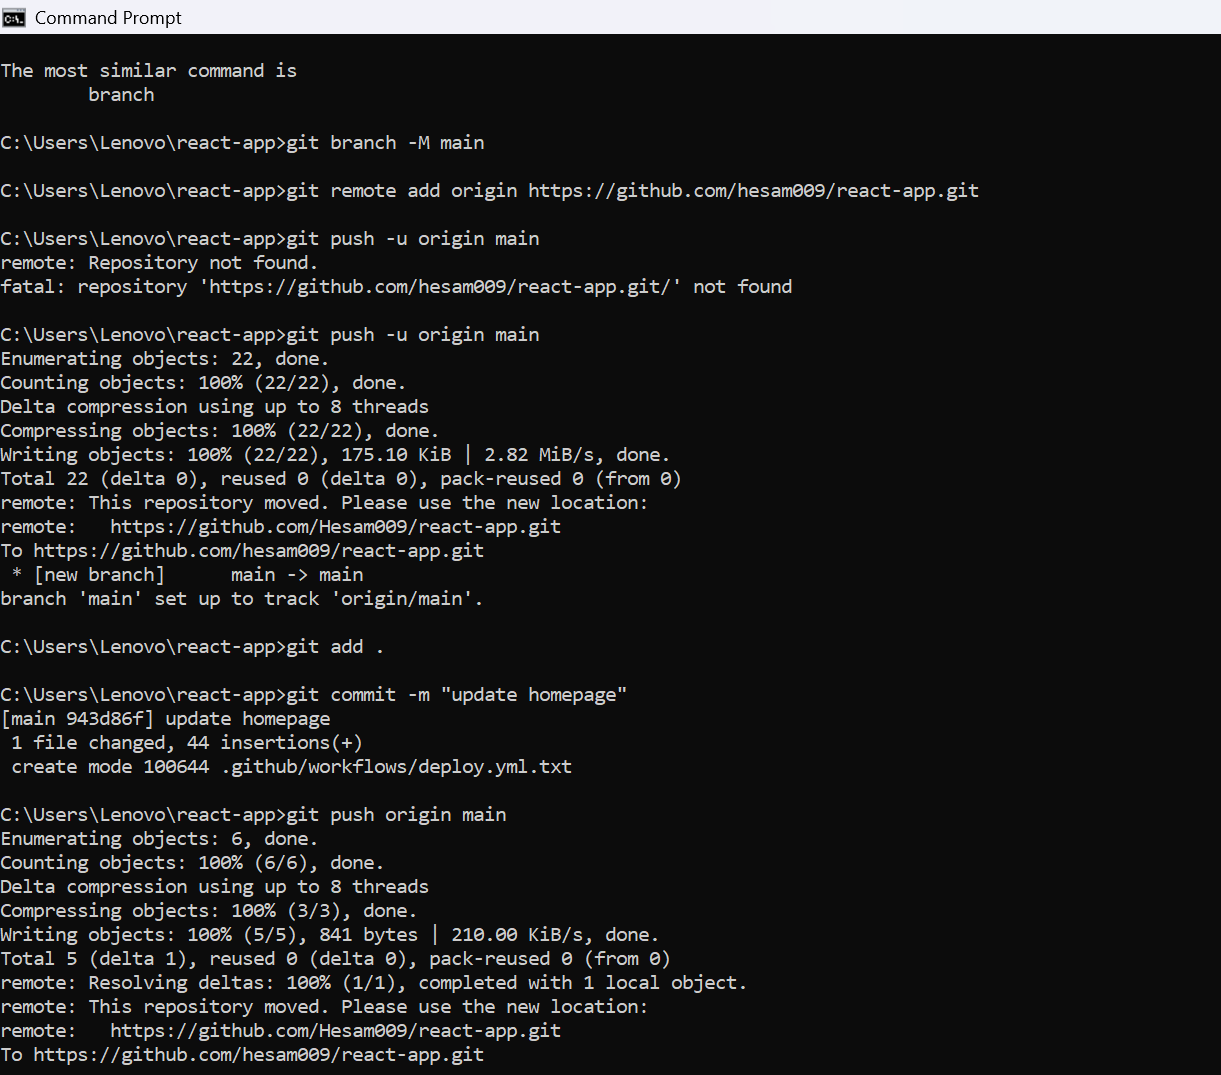 Command Prompt
The most similar command is
branch
C:\Users\Lenovo\react-app>git branch -M main
C:\Users\Lenovo\react-app>git remote add origin https://github.com/hesam009/react-app.git
C:\Users\Lenovo\react-app>git push -u origin main
remote: Repository not found.
fatal: repository 'https://github.com/hesam009/react-app.git/' not found
C:\Users\Lenovo\react-app>git push -u origin main
Enumerating objects: 22, done.
Counting objects: 100% (22/22), done.
Delta compression using up to 8 threads
Compressing objects: 100% (22/22), done.
Writing objects: 100% (22/22), 175.10 KiB | 2.82 MiB/s, done.
Total 22 (delta 0), reused 0 (delta 0), pack-reused 0 (from 0)
remote: This repository moved. Please use the new location:
remote:   https://github.com/Hesam009/react-app.git
To https://github.com/hesam009/react-app.git
 * [new branch]      main -> main
branch 'main' set up to track 'origin/main'.
C:\Users\Lenovo\react-app>git add .
C:\Users\Lenovo\react-app>git commit -m "update homepage"
[main 943d86f] update homepage
 1 file changed, 44 insertions(+)
 create mode 100644 .github/workflows/deploy.yml.txt
C:\Users\Lenovo\react-app>git push origin main
Enumerating objects: 6, done.
Counting objects: 100% (6/6), done.
Delta compression using up to 8 threads
Compressing objects: 100% (3/3), done.
Writing objects: 100% (5/5), 841 bytes | 210.00 KiB/s, done.
Total 5 (delta 1), reused 0 (delta 0), pack-reused 0 (from 0)
remote: Resolving deltas: 100% (1/1), completed with 1 local object.
remote: This repository moved. Please use the new location:
remote:   https://github.com/Hesam009/react-app.git
To https://github.com/hesam009/react-app.git